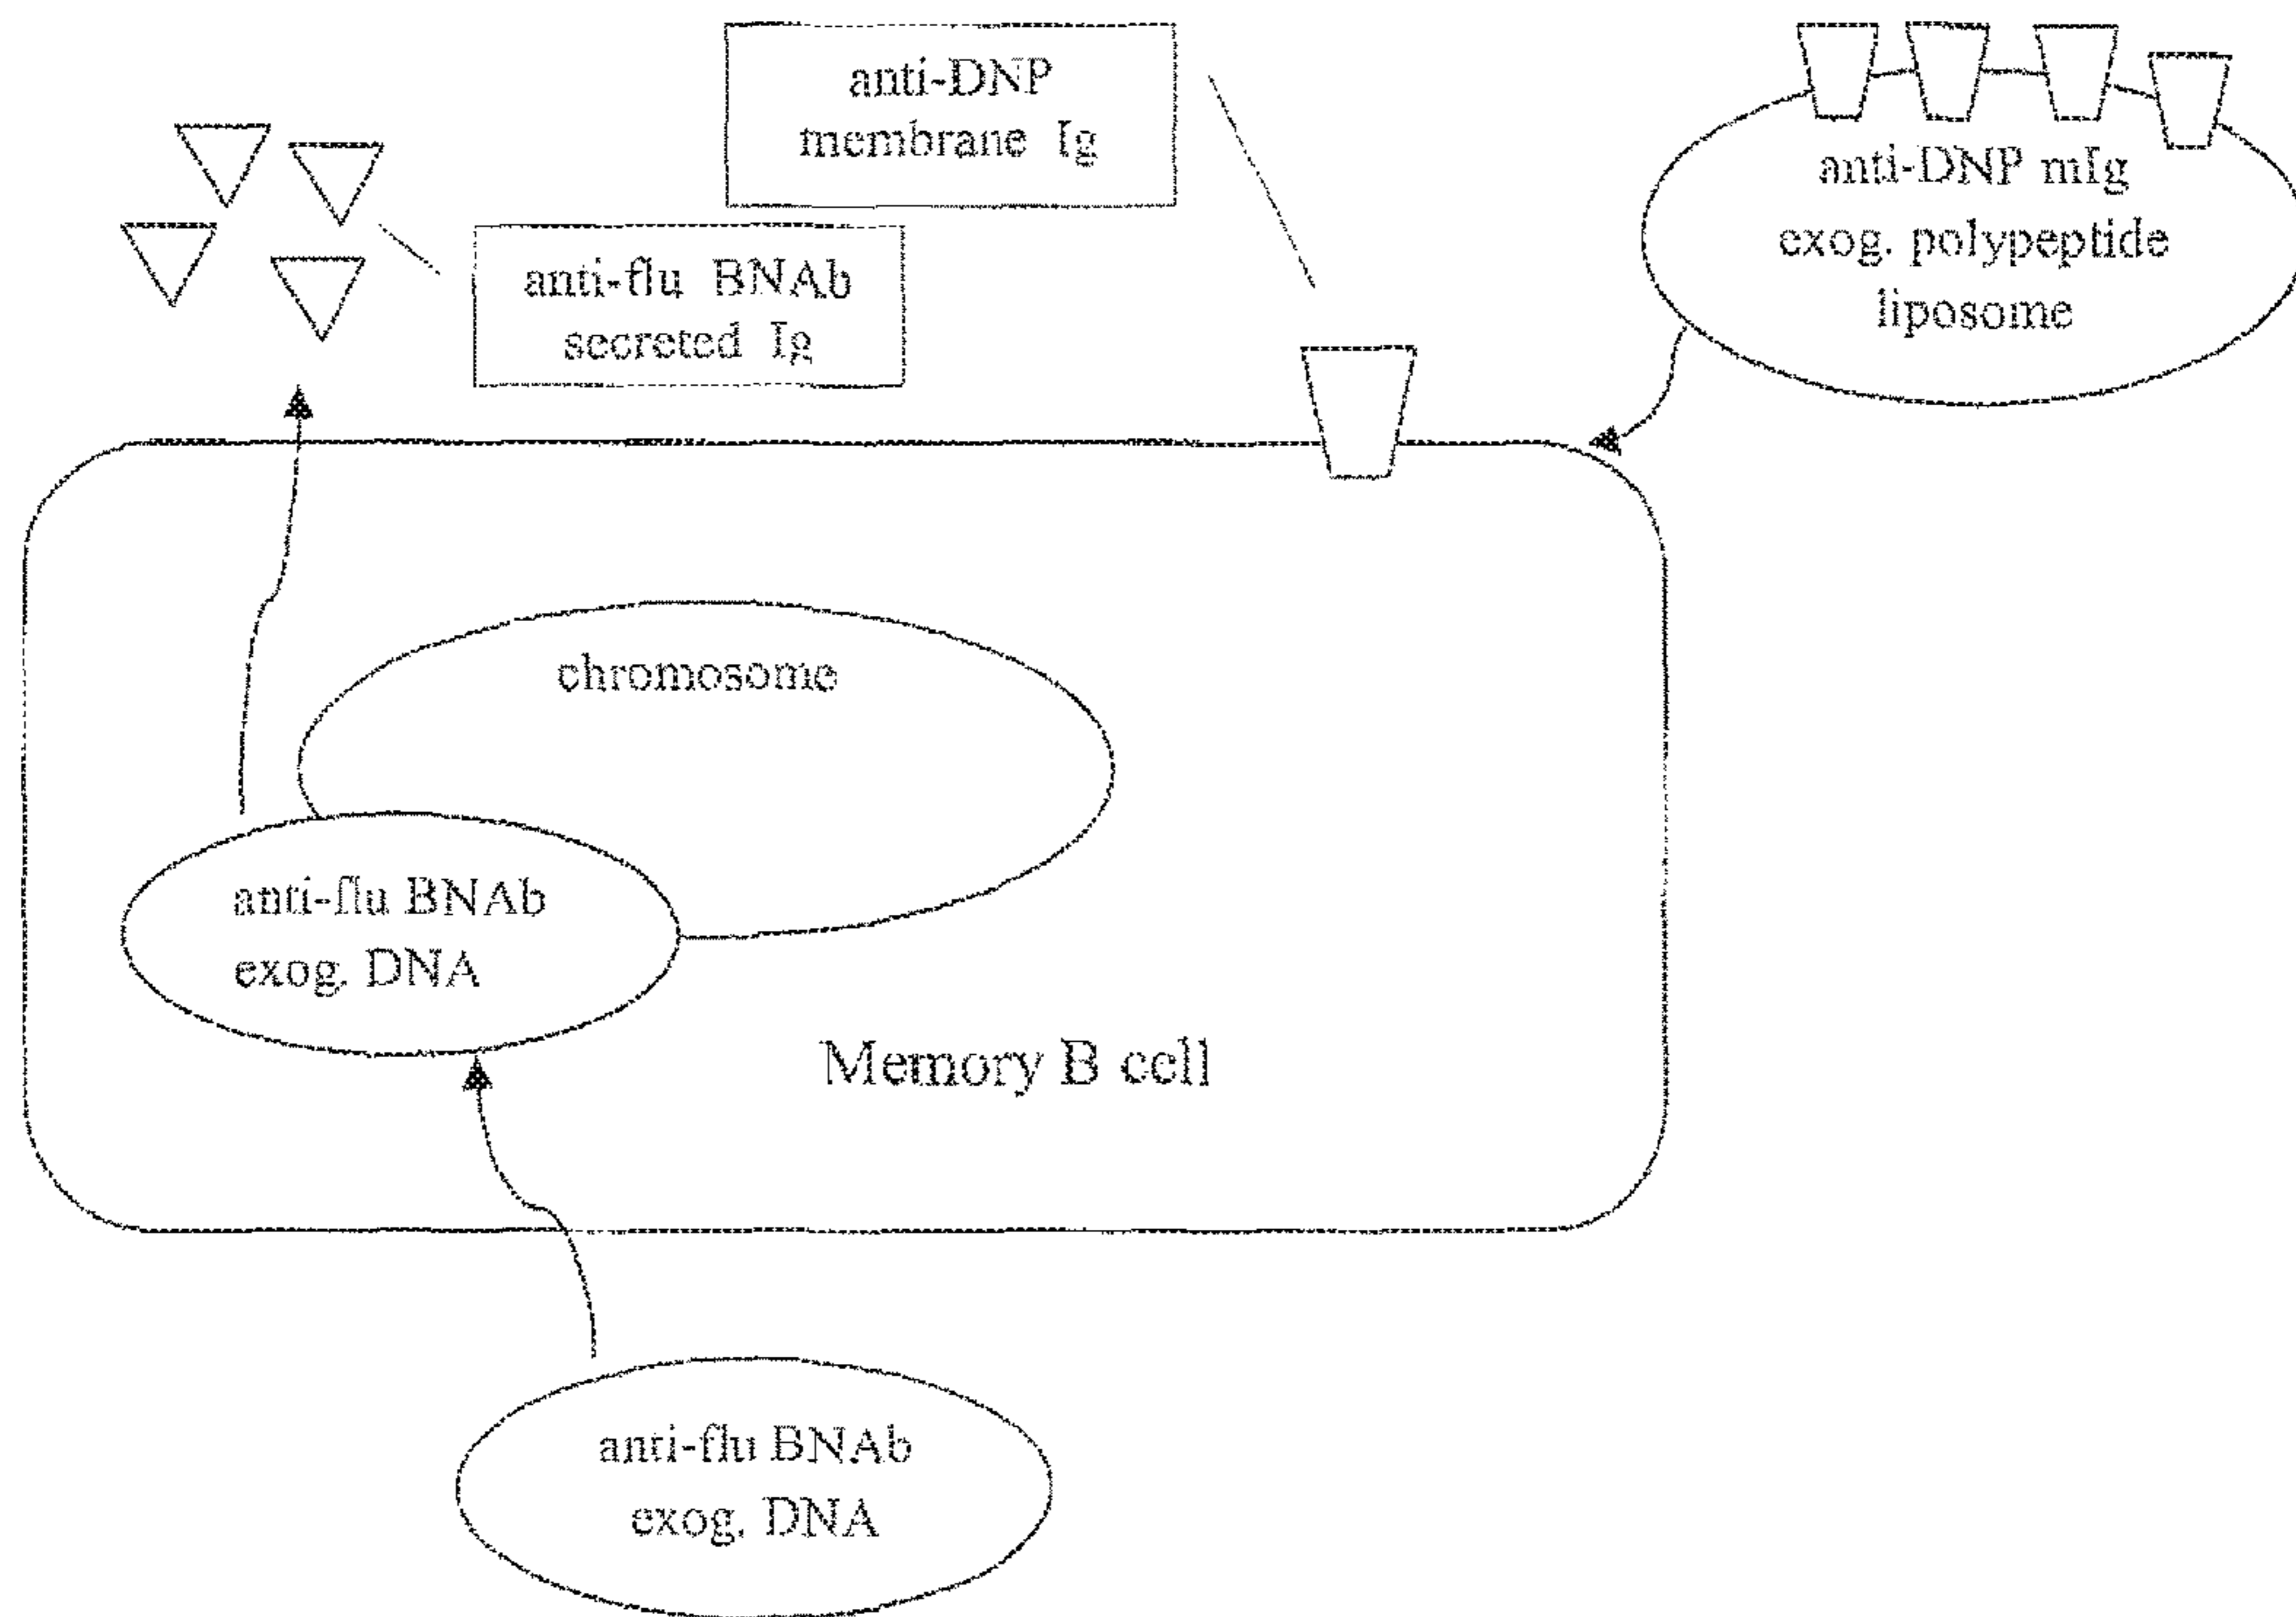 anti-DNP
membrane Ig
anti-flu BNAb
secreted Ig
anti-DNP mIg
exog. polypeptide
liposome
chromosome
anti-flu BNAb
exog. DNA
Memory B cell
anti-flu BNAb
exog. DNA